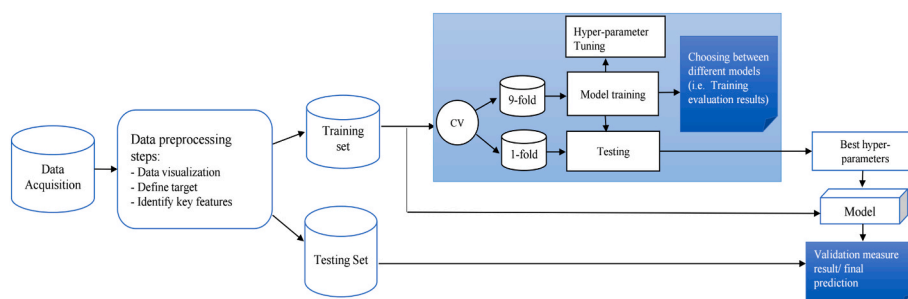 Data
Acquisition
Data preprocessing
steps:
- Data visualization
- Define target
- Identify key features
Training
set
Testing Set
CV
9-fold
1-fold
Hyper-parameter
Tuning
Model training
Testing
Choosing between
different models
(i.e. Training
evaluation results)
Best hyper-
parameters
Model
Validation measure
result/ final
prediction